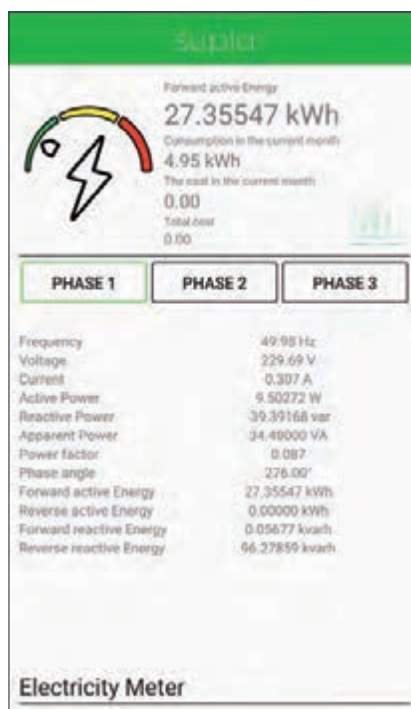 supla
Forward active Energy
27.35547 kWh
Consumption in the current month
4.95 kWh
The cost in the current month
0.00
Total cost
0.00
PHASE 1 PHASE 2 PHASE 3
Frequency 49.98 Hz
Voltage 229.69 V
Current 0.307 A
Active Power 9.50272 W
Reactive Power 39.39168 var
Apparent Power 34.48000 VA
Power factor 0.087
Phase angle 276.00°
Forward active Energy 27.35547 kWh
Reverse active Energy 0.00000 kWh
Forward reactive Energy 0.05677 kvarh
Reverse reactive Energy 96.27859 kvarh
Electricity Meter